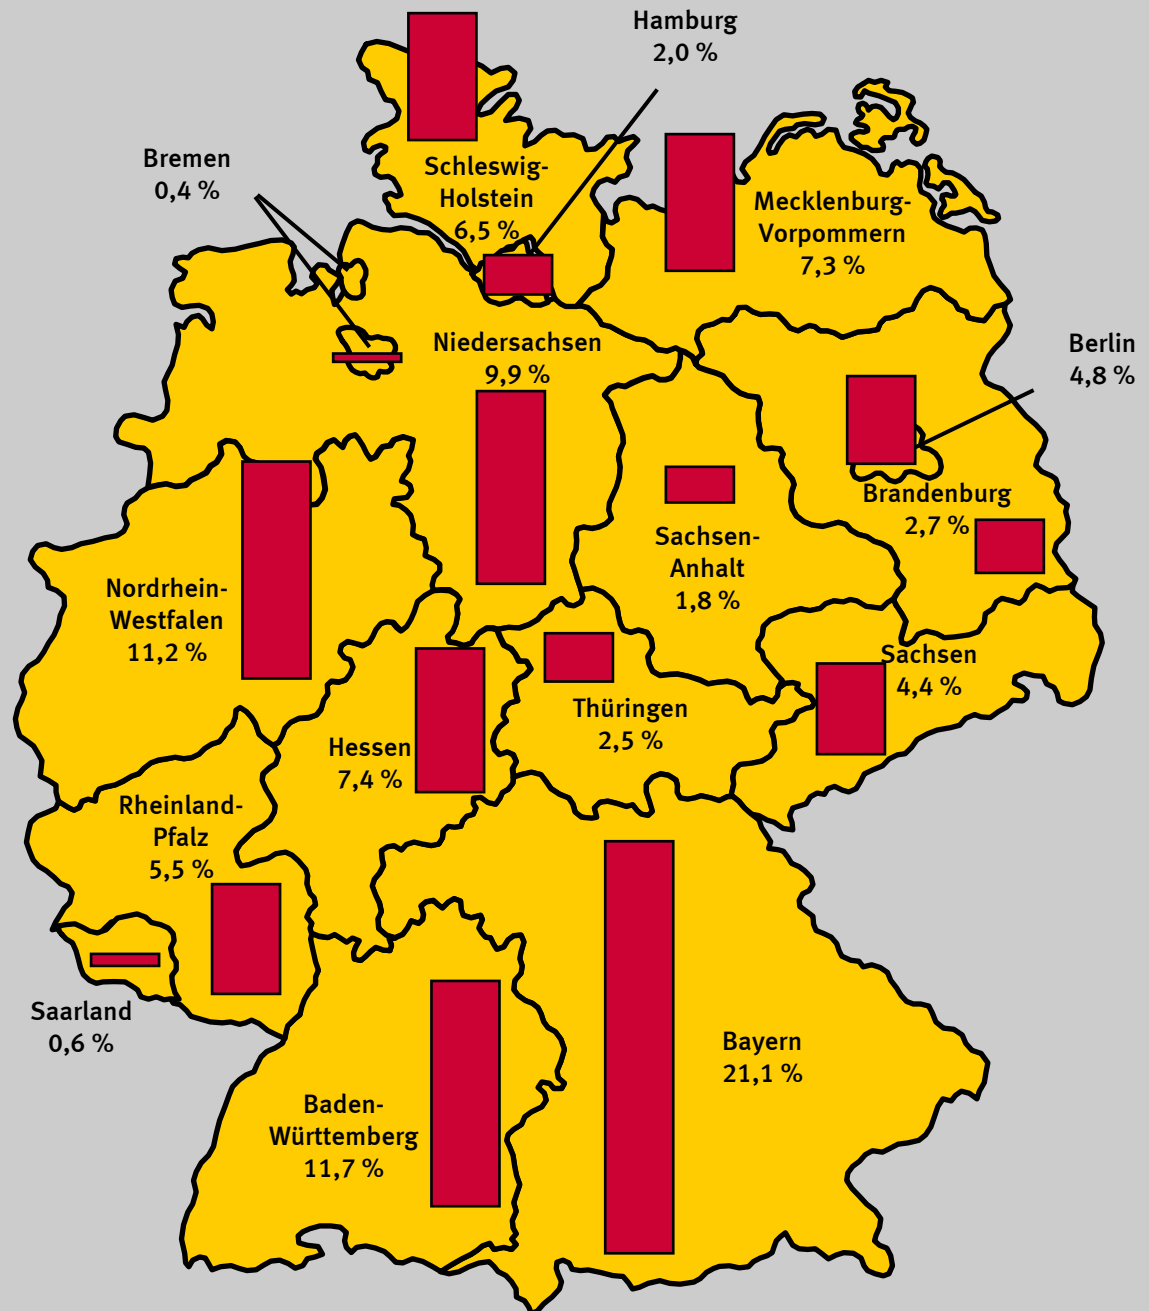 Hamburg
2,0 %
Bremen
0,4 %
Schleswig-
Holstein
6,5 %
Mecklenburg-
Vorpommern
7,3 %
Niedersachsen
9,9 %
Berlin
4,8 %
Brandenburg
2,7 %
Sachsen-
Anhalt
1,8 %
Nordrhein-
Westfalen
11,2 %
Sachsen
4,4 %
Thüringen
2,5 %
Hessen
7,4 %
Rheinland-
Pfalz
5,5 %
Saarland
0,6 %
Bayern
21,1 %
Baden-
Württemberg
11,7 %